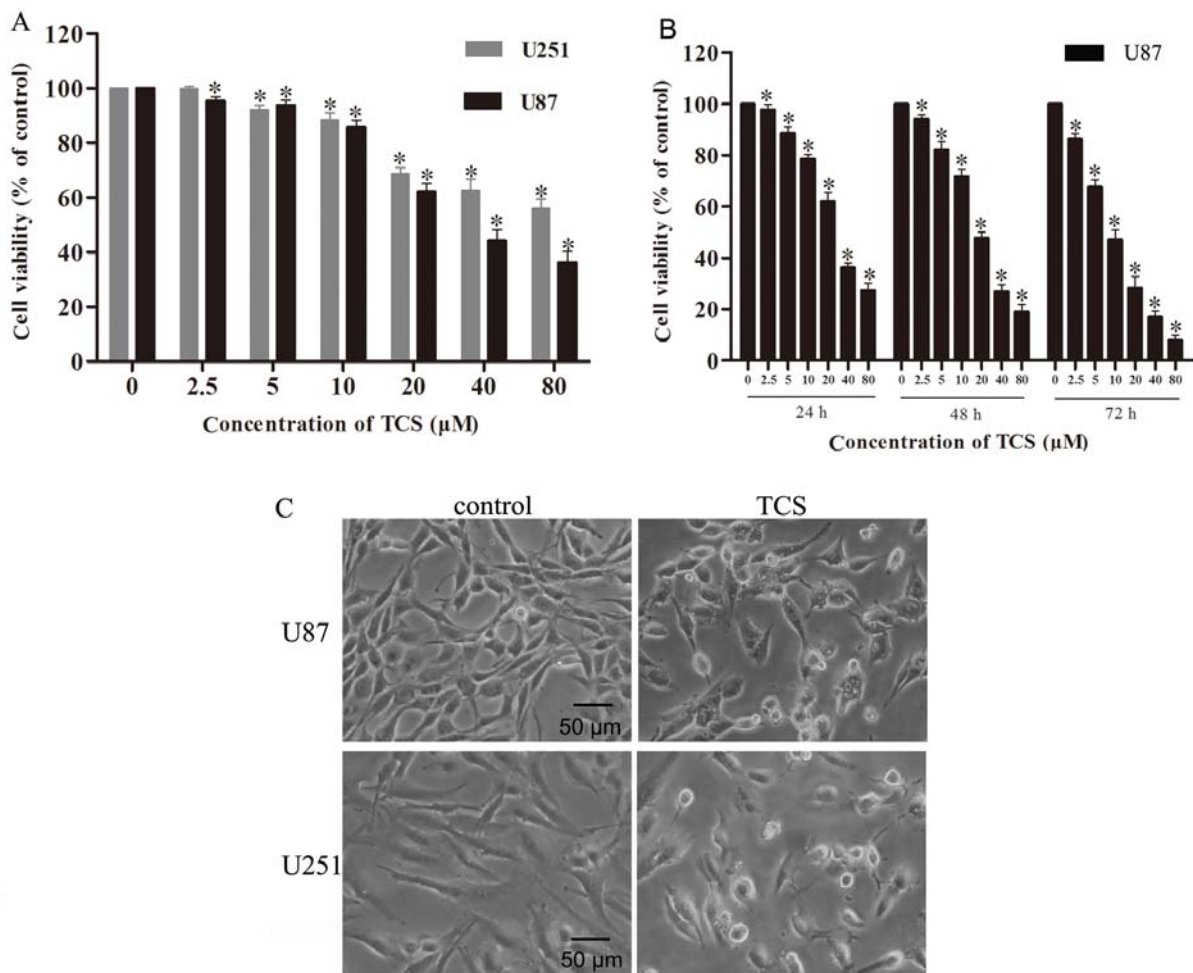 A
U251
U87
Cell viability (% of control)
120
100
80
60
40
20
0
* * * * * * * * * * *
0 2.5 5 10 20 40 80
Concentration of TCS (µM)
B
U87
Cell viability (% of control)
120
100
80
60
40
20
0
* * * * * * * * * * * * * * * * * *
0 2.5 5 10 20 40 80 0 2.5 5 10 20 40 80 0 2.5 5 10 20 40 80
24 h 48 h 72 h
Concentration of TCS (µM)
C
control TCS
U87
50 µm
U251
50 µm